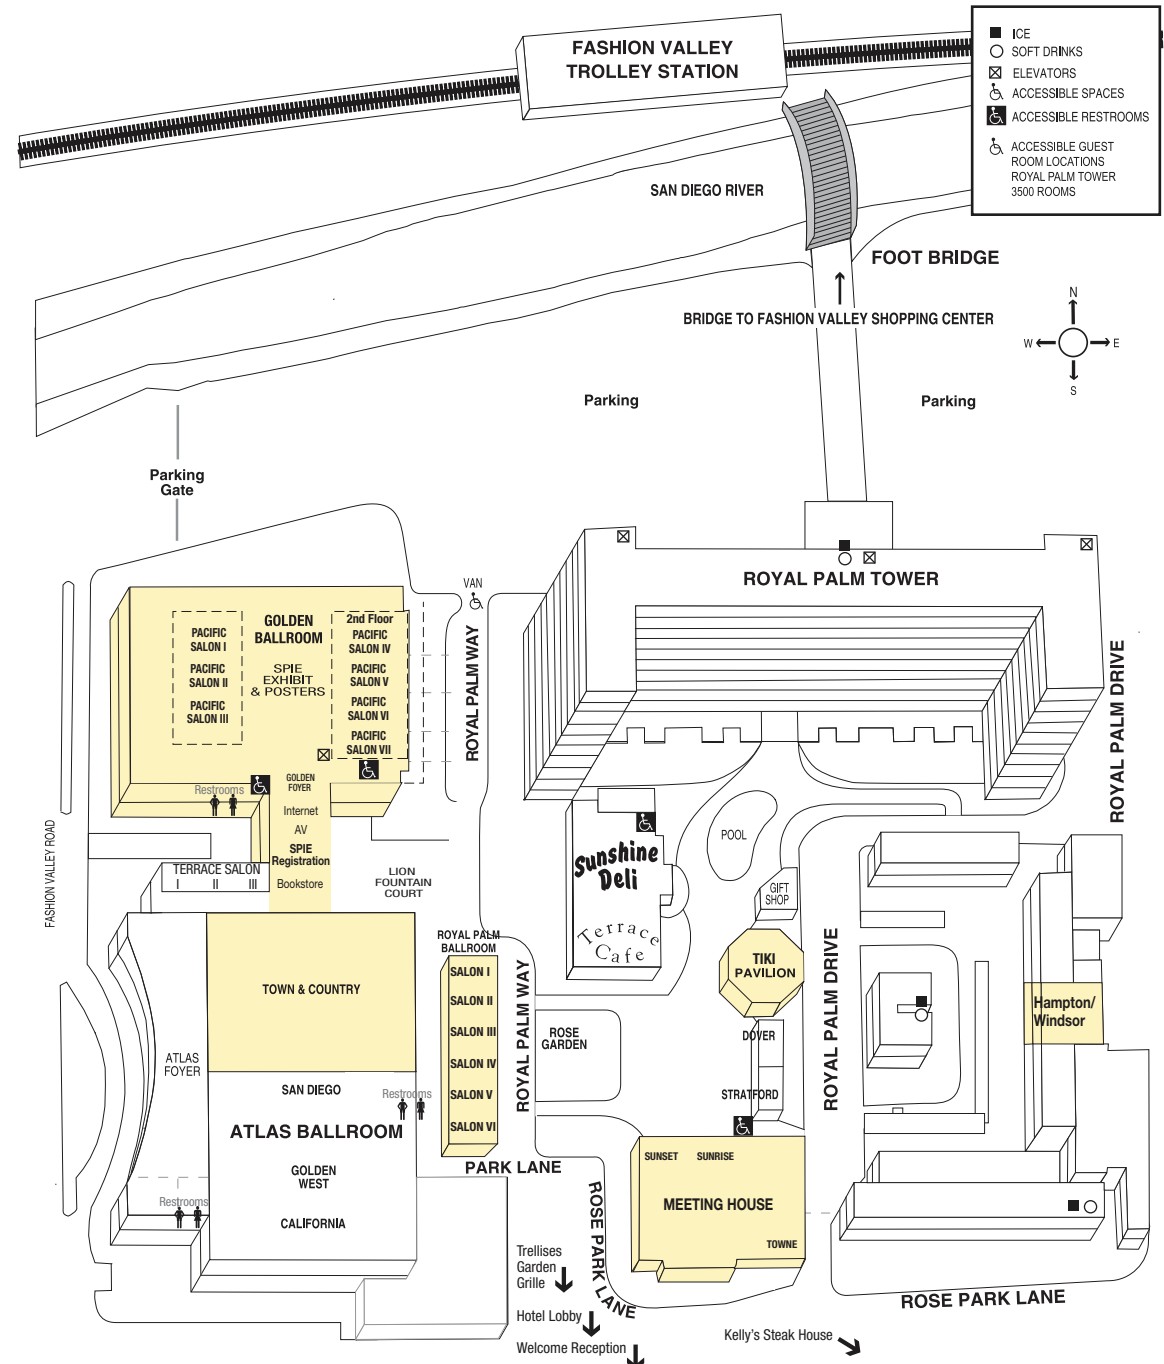 FASHION VALLEY
TROLLEY STATION
ICE
SOFT DRINKS
ELEVATORS
ACCESSIBLE SPACES
ACCESSIBLE RESTROOMS
ACCESSIBLE GUEST
ROOM LOCATIONS
ROYAL PALM TOWER
3500 ROOMS
SAN DIEGO RIVER
FOOT BRIDGE
BRIDGE TO FASHION VALLEY SHOPPING CENTER
N
W
E
S
Parking
Parking
Parking
Gate
ROYAL PALM TOWER
VAN
ROYAL PALM WAY
ROYAL PALM DRIVE
GOLDEN
BALLROOM
SPIE
EXHIBIT
& POSTERS
PACIFIC
SALON I
PACIFIC
SALON II
PACIFIC
SALON III
2nd Floor
PACIFIC
SALON IV
PACIFIC
SALON V
PACIFIC
SALON VI
PACIFIC
SALON VII
GOLDEN
FOYER
Restrooms
Internet
AV
SPIE
Registration
Bookstore
FASHION VALLEY ROAD
TERRACE SALON
I II III
LION
FOUNTAIN
COURT
Sunshine
Deli
Terrace
Cafe
POOL
GIFT
SHOP
TIKI
PAVILION
ROYAL PALM DRIVE
Hampton/
Windsor
ROYAL PALM
BALLROOM
SALON I
SALON II
SALON III
SALON IV
SALON V
SALON VI
ROYAL PALM WAY
ROSE
GARDEN
DOVER
STRATFORD
TOWN & COUNTRY
ATLAS
FOYER
SAN DIEGO
Restrooms
ATLAS BALLROOM
GOLDEN
WEST
CALIFORNIA
Restrooms
PARK LANE
SUNSET
SUNRISE
MEETING HOUSE
TOWNE
ROSE PARK LANE
ROSE PARK LANE
Trellises
Garden
Grille
Hotel Lobby
Welcome Reception
Kelly's Steak House